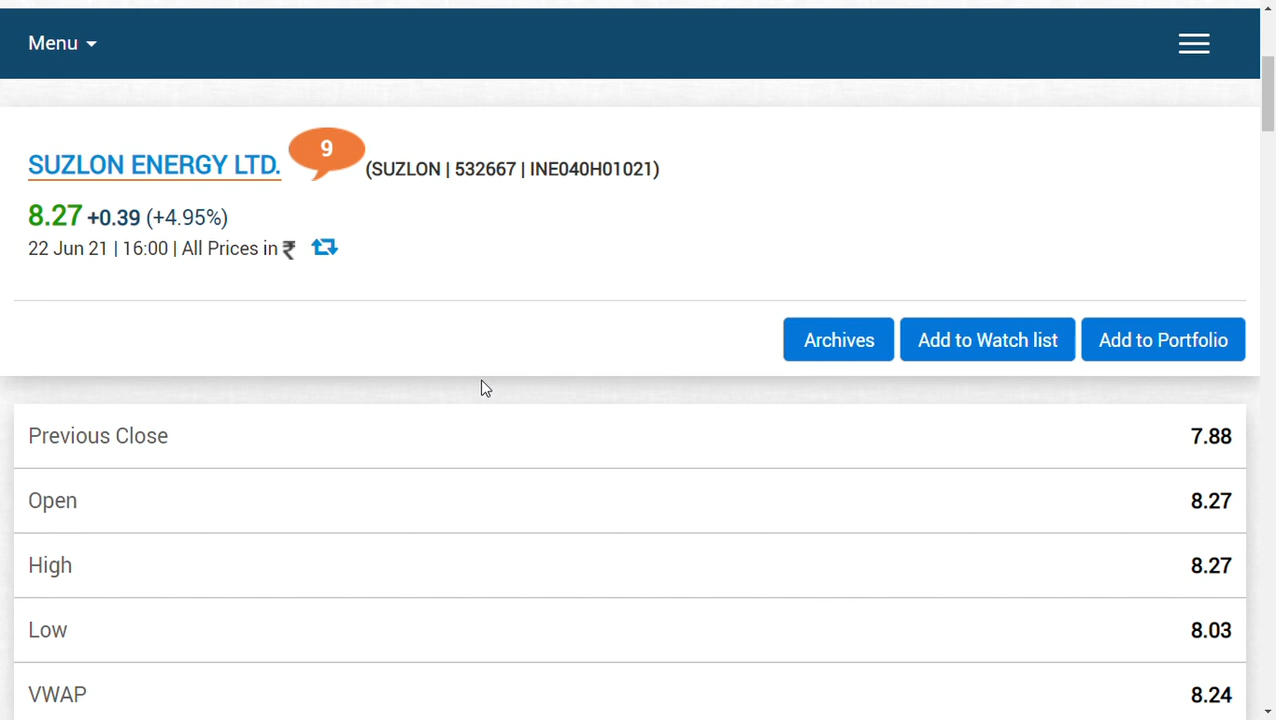 Menu
SUZLON ENERGY LTD. 9 (SUZLON | 532667 | INE040H01021)
8.27 +0.39 (+4.95%)
22 Jun 21 | 16:00 | All Prices in ₹
Archives Add to Watch list Add to Portfolio
Previous Close 7.88
Open 8.27
High 8.27
Low 8.03
VWAP 8.24